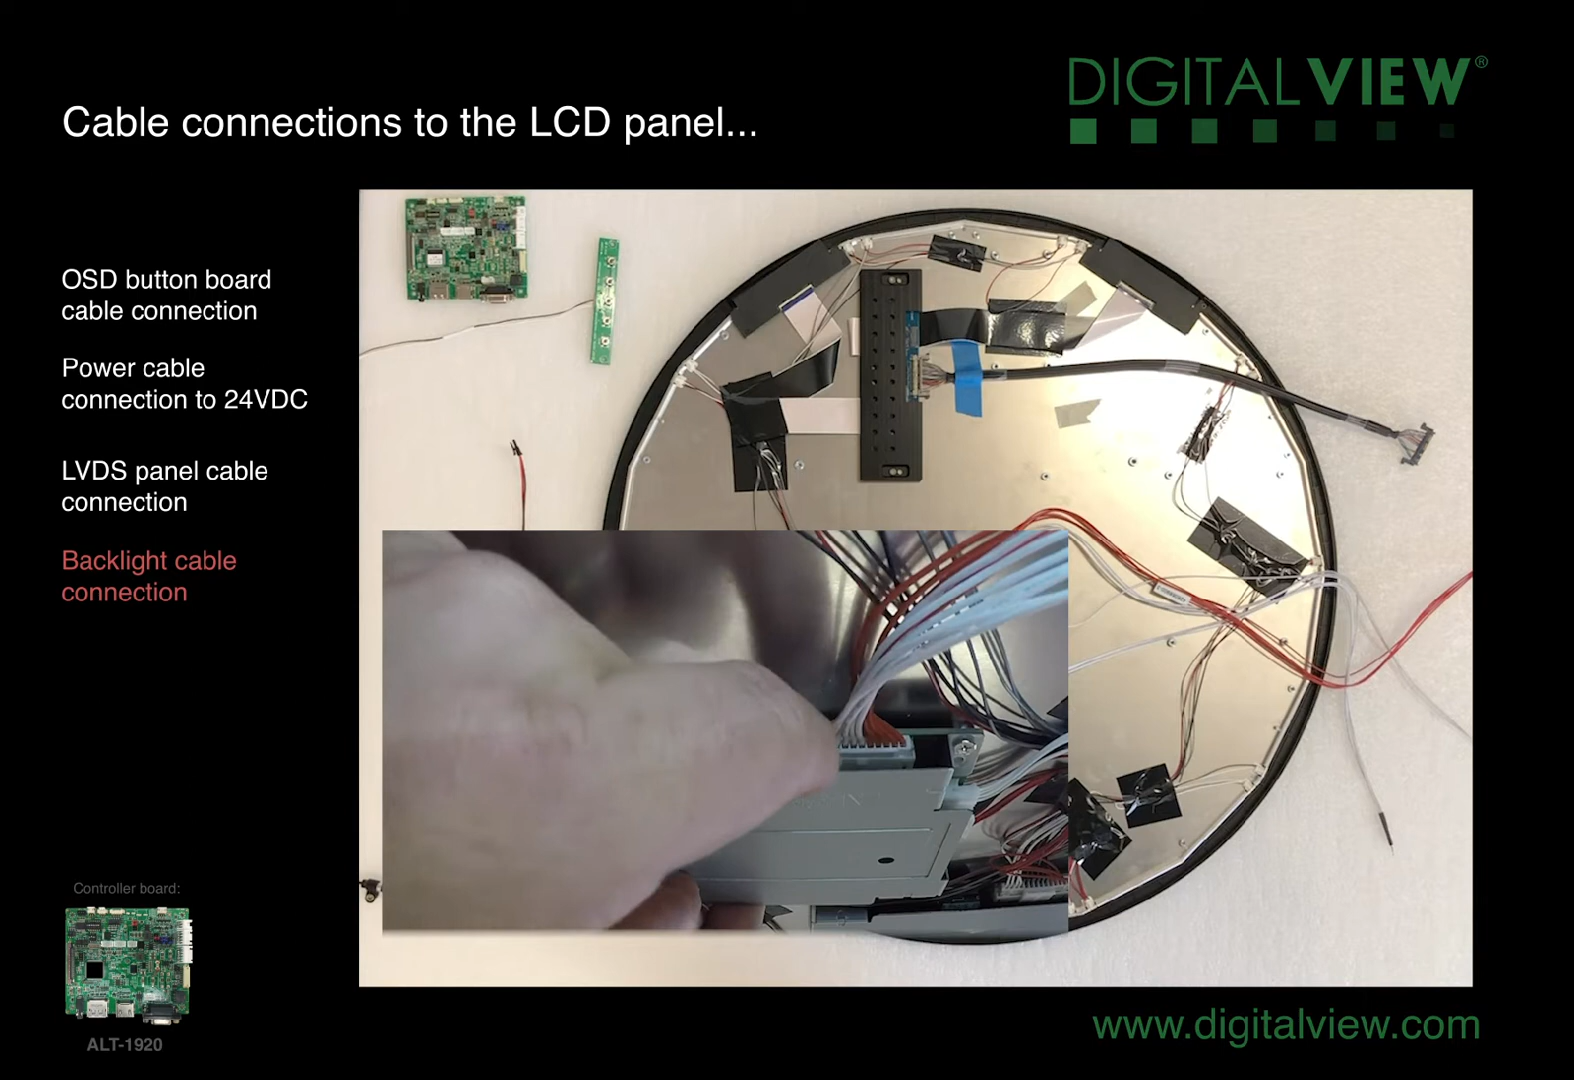 DIGITALVIEW®
Cable connections to the LCD panel...
OSD button board
cable connection
Power cable
connection to 24VDC
LVDS panel cable
connection
Backlight cable
connection
Controller board:
ALT-1920
www.digitalview.com